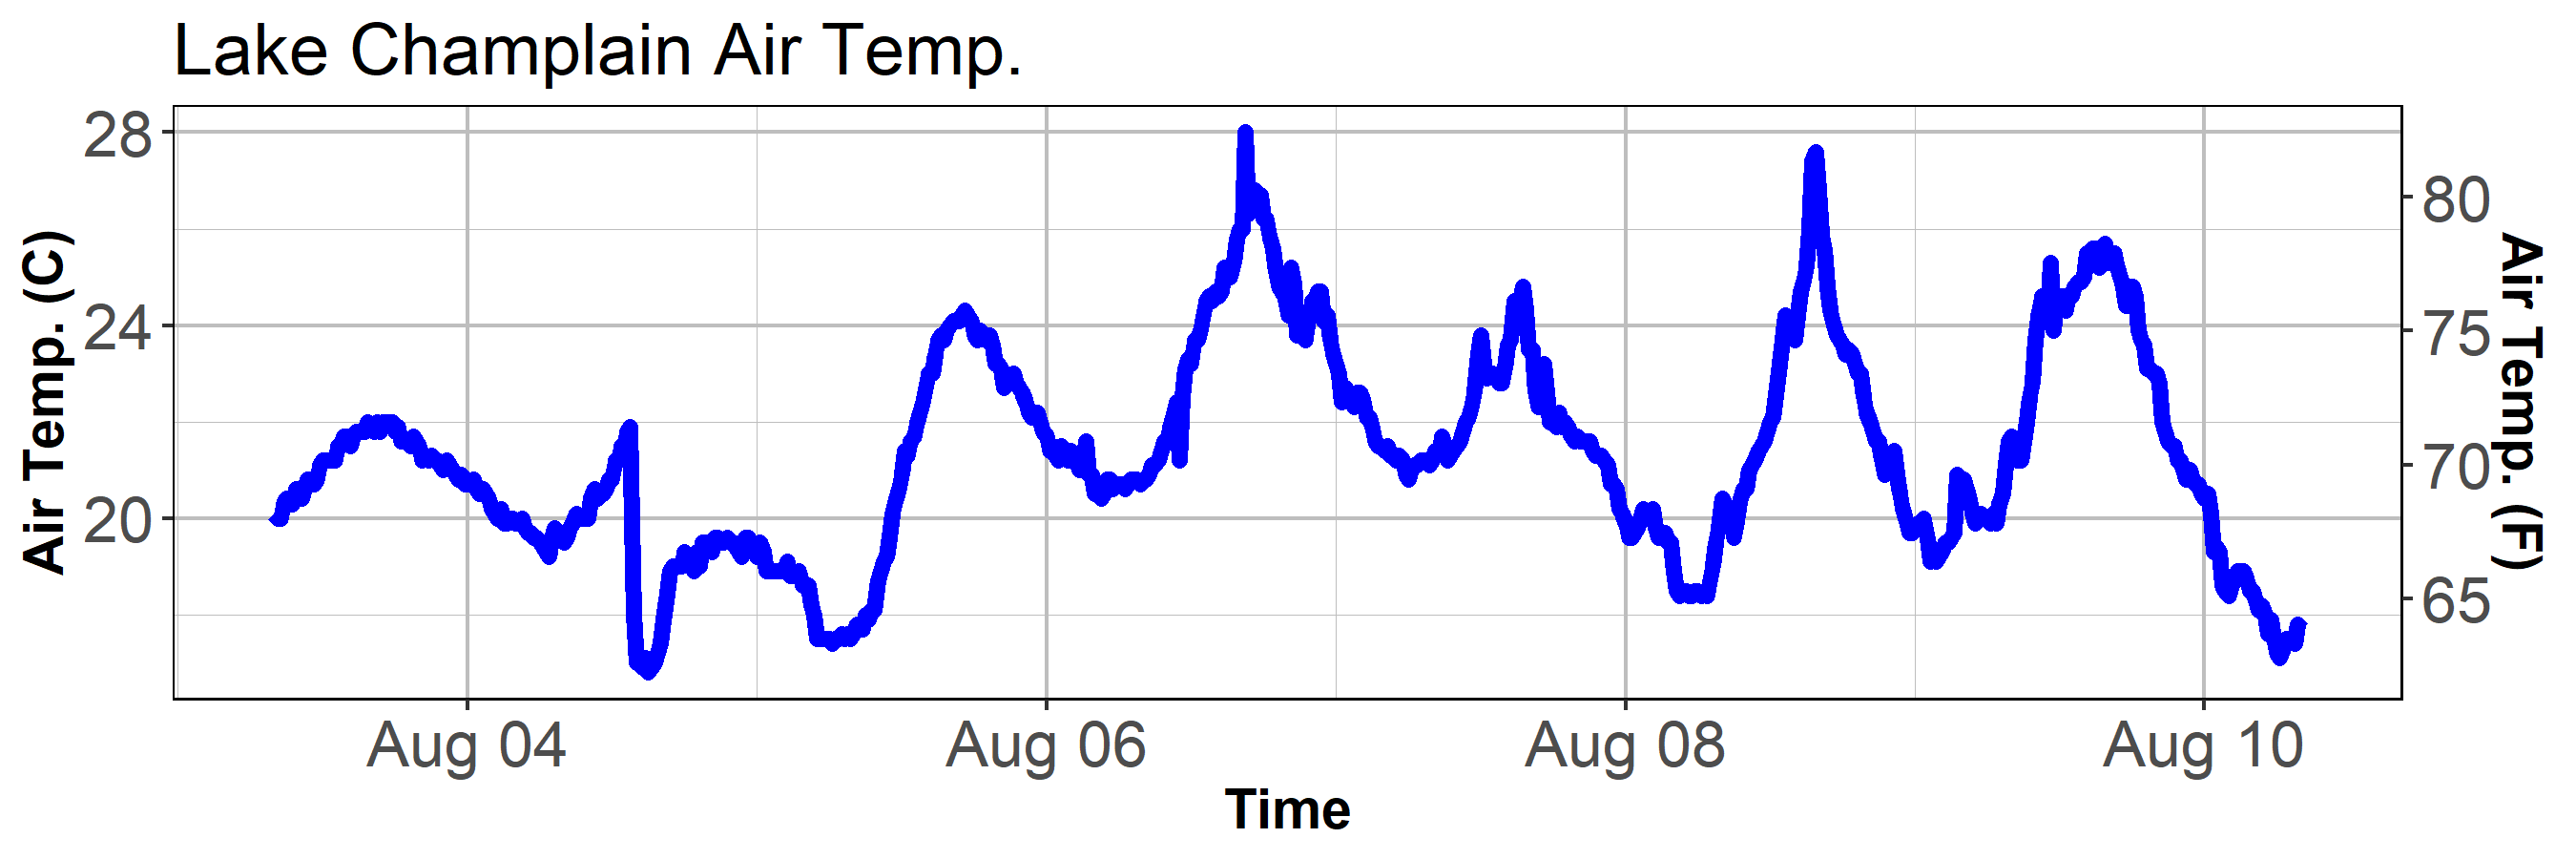 Lake Champlain Air Temp.
28
24
20
Air Temp. (C)
80
75
70
65
Air Temp. (F)
Aug 04
Aug 06
Aug 08
Aug 10
Time